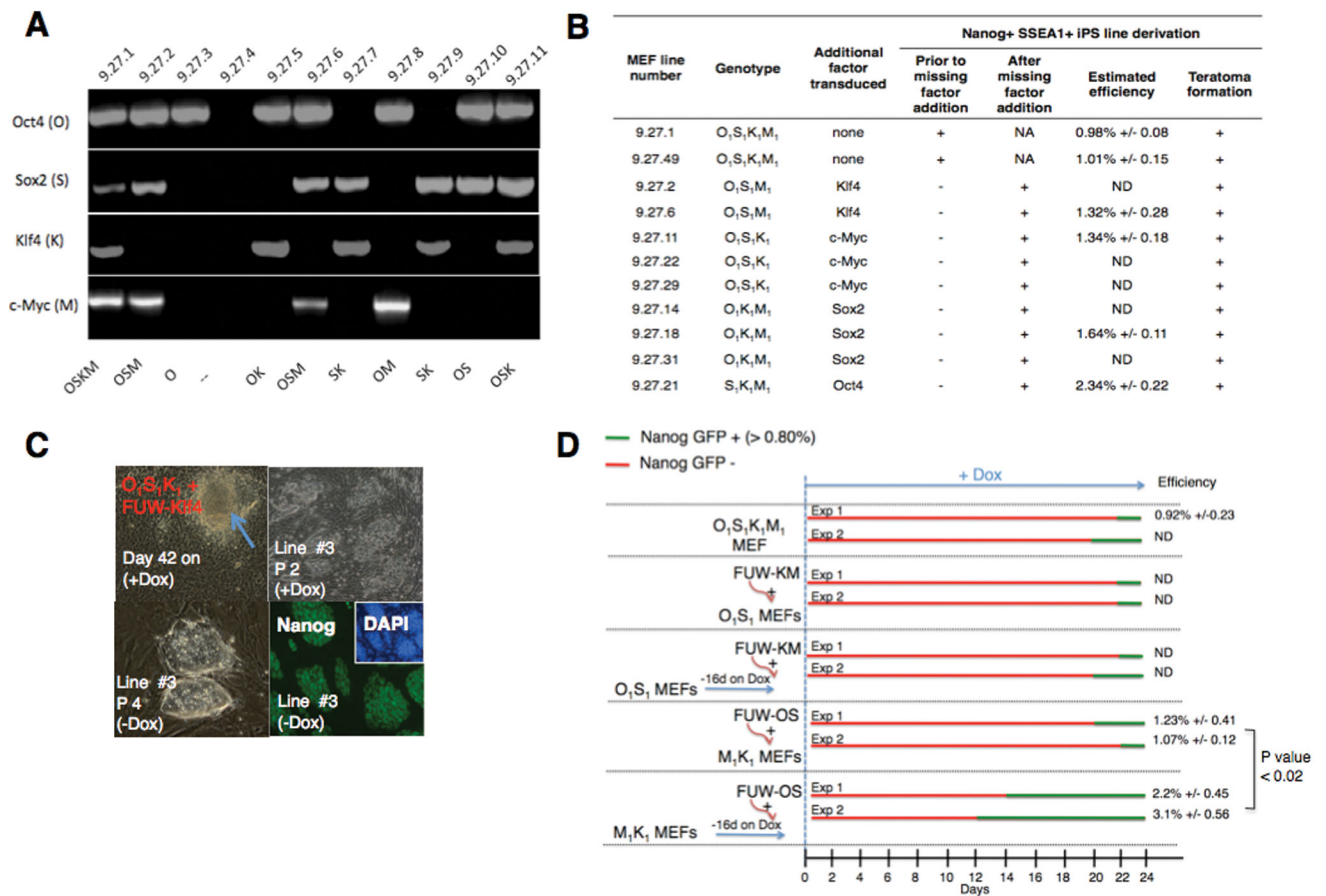 A
9.27.1 9.27.2 9.27.3 9.27.4 9.27.5 9.27.6 9.27.7 9.27.8 9.27.9 9.27.10 9.27.11
Oct4 (O)
Sox2 (S)
Klf4 (K)
c-Myc (M)
OSKM OSM O -- OK OSM SK OM SK OS OSK
B
Nanog+ SSEA1+ iPS line derivation
MEF line number Genotype Additional factor transduced Prior to missing factor addition After missing factor addition Estimated efficiency Teratoma formation
9.27.1 O₁S₁K₁M₁ none + NA 0.98% +/- 0.08 +
9.27.49 O₁S₁K₁M₁ none + NA 1.01% +/- 0.15 +
9.27.2 O₁S₁M₁ Klf4 - + ND +
9.27.6 O₁S₁M₁ Klf4 - + 1.32% +/- 0.28 +
9.27.11 O₁S₁K₁ c-Myc - + 1.34% +/- 0.18 +
9.27.22 O₁S₁K₁ c-Myc - + ND +
9.27.29 O₁S₁K₁ c-Myc - + ND +
9.27.14 O₁K₁M₁ Sox2 - + ND +
9.27.18 O₁K₁M₁ Sox2 - + 1.64% +/- 0.11 +
9.27.31 O₁K₁M₁ Sox2 - + ND +
9.27.21 S₁K₁M₁ Oct4 - + 2.34% +/- 0.22 +
C
O₁S₁K₁ +
FUW-Klf4
Day 42 on
(+Dox)
Line #3
P 2
(+Dox)
Line #3
P 4
(-Dox)
Nanog
DAPI
Line #3
(-Dox)
D
Nanog GFP + (> 0.80%)
Nanog GFP -
+ Dox
Efficiency
O₁S₁K₁M₁
MEF
Exp 1
0.92% +/-0.23
Exp 2
ND
FUW-KM
+
O₁S₁ MEFs
Exp 1
ND
Exp 2
ND
FUW-KM
+
O₁S₁ MEFs
-16d on Dox
Exp 1
ND
Exp 2
ND
FUW-OS
+
M₁K₁ MEFs
Exp 1
1.23% +/- 0.41
Exp 2
1.07% +/- 0.12
FUW-OS
+
M₁K₁ MEFs
-16d on Dox
Exp 1
2.2% +/- 0.45
Exp 2
3.1% +/- 0.56
P value
< 0.02
0 2 4 6 8 10 12 14 16 18 20 22 24
Days